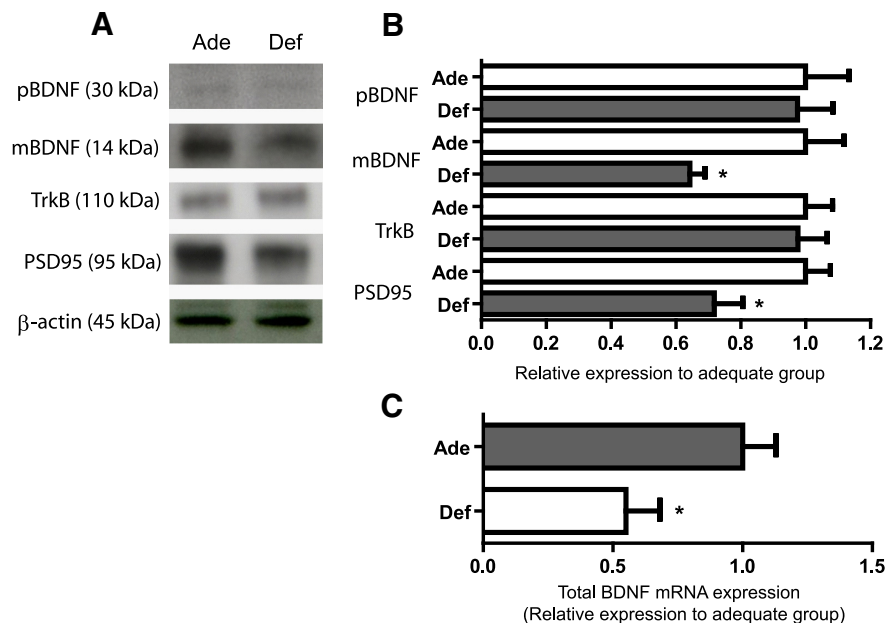 A
Ade Def
pBDNF (30 kDa)
mBDNF (14 kDa)
TrkB (110 kDa)
PSD95 (95 kDa)
β-actin (45 kDa)
B
pBDNF
Ade
Def
mBDNF
Ade
Def *
TrkB
Ade
Def
PSD95
Ade
Def *
0.0 0.2 0.4 0.6 0.8 1.0 1.2
Relative expression to adequate group
C
Ade
Def *
0.0 0.5 1.0 1.5
Total BDNF mRNA expression
(Relative expression to adequate group)